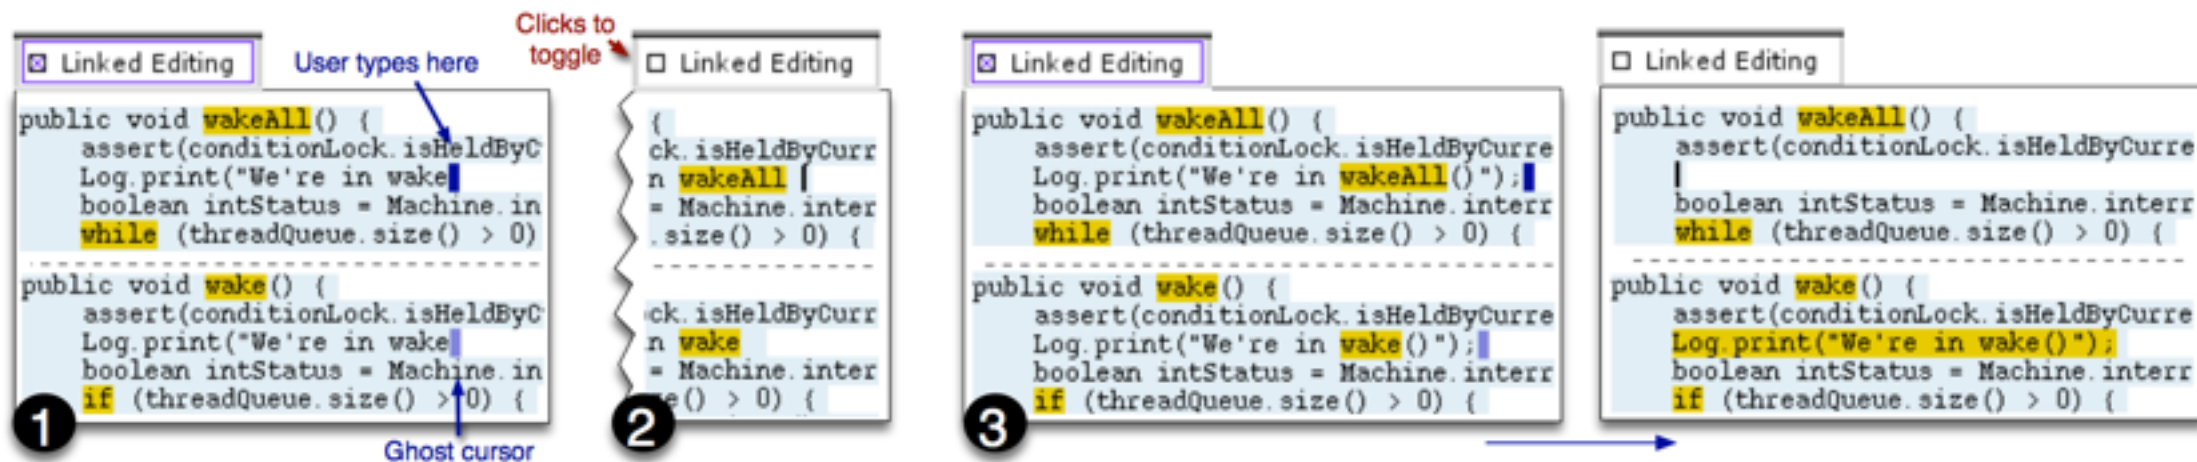 Linked Editing
User types here
public void wakeAll() {
assert(conditionLock.isHeldByC
Log.print("We're in wake
boolean intStatus = Machine.in
while (threadQueue.size() > 0)
public void wake() {
assert(conditionLock.isHeldByC
Log.print("We're in wake
boolean intStatus = Machine.in
if (threadQueue.size() > 0) {
1
Ghost cursor
Clicks to
toggle
Linked Editing
{
ck.isHeldByCurr
n wakeAll
= Machine.inter
.size() > 0) {
ck.isHeldByCurr
n wake
= Machine.inter
ze() > 0) {
2
Linked Editing
public void wakeAll() {
assert(conditionLock.isHeldByCurre
Log.print("We're in wakeAll()");
boolean intStatus = Machine.interr
while (threadQueue.size() > 0) {
public void wake() {
assert(conditionLock.isHeldByCurre
Log.print("We're in wake()");
boolean intStatus = Machine.interr
if (threadQueue.size() > 0) {
3
Linked Editing
public void wakeAll() {
assert(conditionLock.isHeldByCurre
boolean intStatus = Machine.interr
while (threadQueue.size() > 0) {
public void wake() {
assert(conditionLock.isHeldByCurre
Log.print("We're in wake()");
boolean intStatus = Machine.interr
if (threadQueue.size() > 0) {